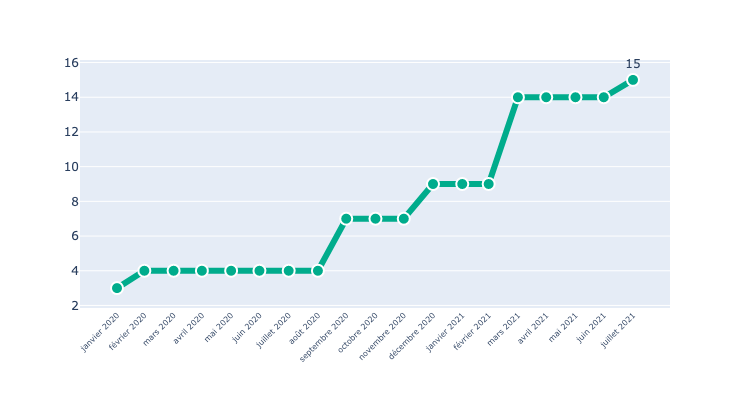 16
15
14
12
10
8
6
4
2
janvier 2020
février 2020
mars 2020
avril 2020
mai 2020
juin 2020
juillet 2020
août 2020
septembre 2020
octobre 2020
novembre 2020
décembre 2020
janvier 2021
février 2021
mars 2021
avril 2021
mai 2021
juin 2021
juillet 2021